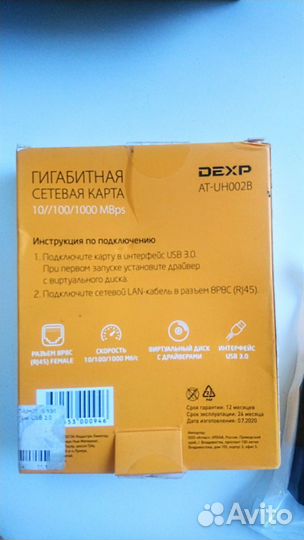 ГИГАБИТНАЯ
СЕТЕВАЯ КАРТА
10//100/1000 MBps
DEXP
AT-UH002B
Инструкция по подключению
1. Подключите карту в интерфейс USB 3.0.
При первом запуске установите драйвер
с виртуального диска.
2. Подключите сетевой LAN-кабель в разъем 8P8C (RJ45).
РАЗЪЕМ 8P8C
(RJ45) FEMALE
СКОРОСТЬ
10/100/1000 Мб/с
ВИРТУАЛЬНЫЙ ДИСК
С ДРАЙВЕРАМИ
ИНТЕРФЕЙС
USB 3.0
Срок гарантии: 12 месяцев
Срок эксплуатации: 24 месяца
Дата изготовления: 07.2020
Avito